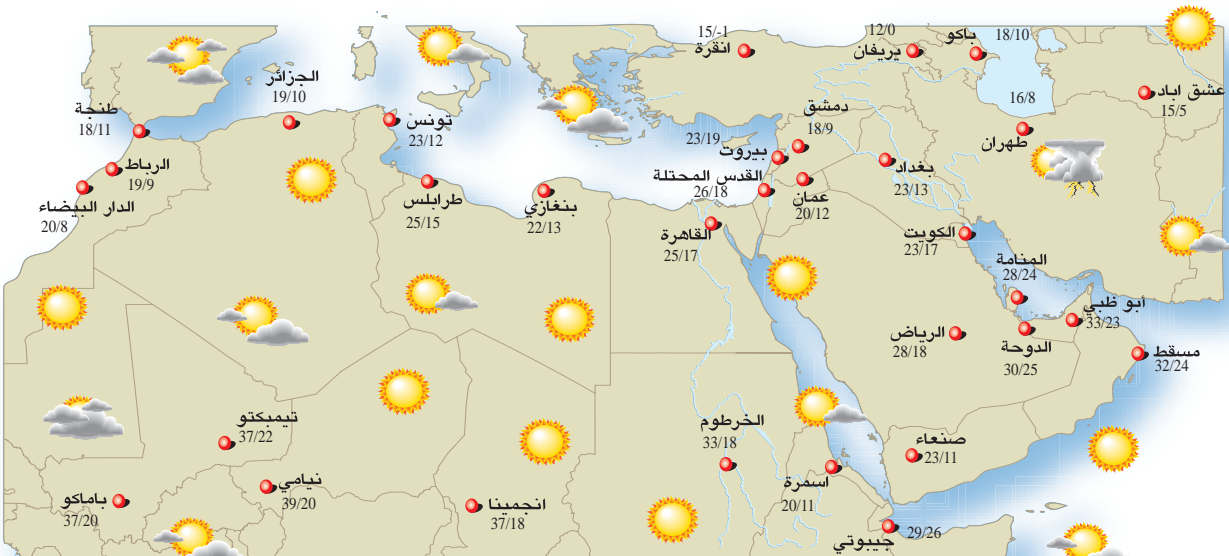 15/-1
انقرة
12/0
يريفان
باكو
18/10
عشق اباد
15/5
16/8
طهران
الجزائر
19/10
طنجة
18/11
تونس
23/12
دمشق
18/9
23/19
بيروت
بغداد
23/13
الرباط
19/9
الدار البيضاء
20/8
طرابلس
25/15
بنغازي
22/13
القدس المحتلة
26/18
عمان
20/12
القاهرة
25/17
الكويت
23/17
المنامة
28/24
أبو ظبي
33/23
الرياض
28/18
الدوحة
30/25
مسقط
32/24
تيمبكتو
37/22
الخرطوم
33/18
صنعاء
23/11
نيامي
39/20
باماكو
37/20
انجمينا
37/18
اسمرة
20/11
29/26
جيبوتي